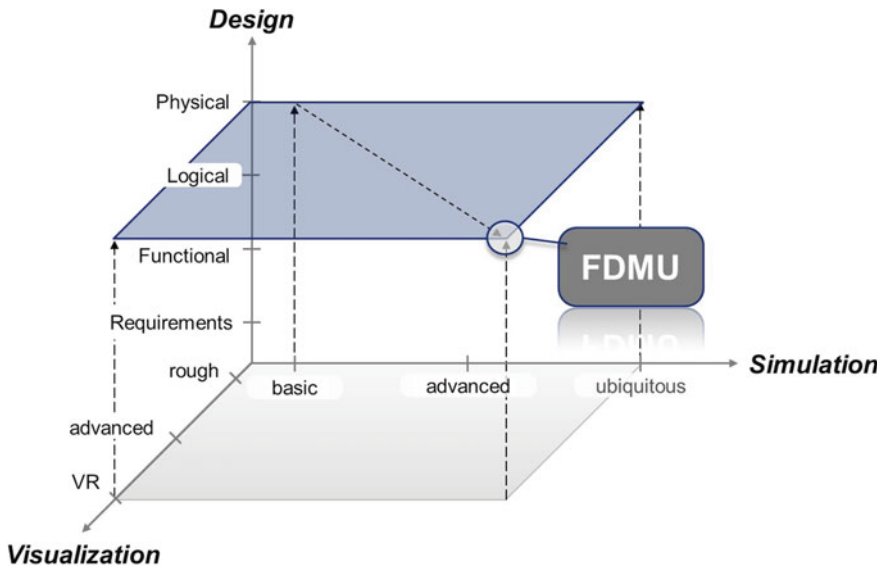 Design
Physical
Logical
Functional
FDMU
Requirements
rough
basic
advanced
ubiquitous
Simulation
advanced
VR
Visualization